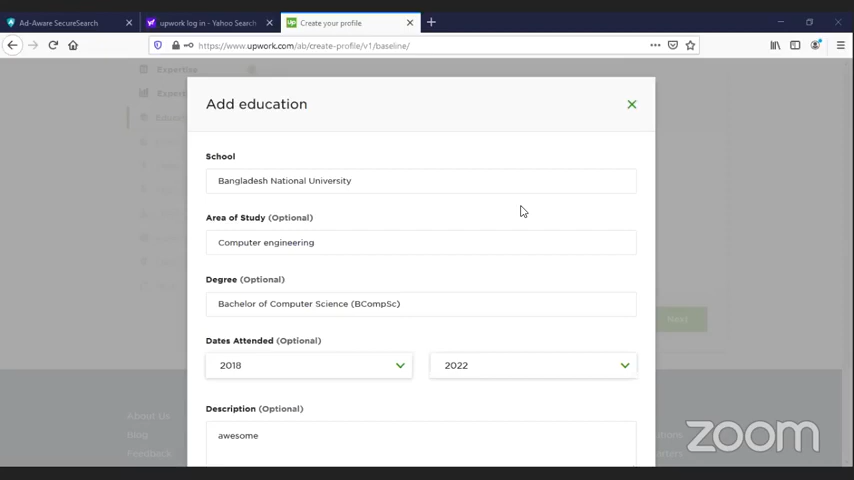 Ad-Aware SecureSearch
upwork log in - Yahoo Search
Create your profile
https://www.upwork.com/ab/create-profile/v1/baseline/
Expertise
Add education
School
Bangladesh National University
Area of Study (Optional)
Computer engineering
Degree (Optional)
Bachelor of Computer Science (BCompSc)
Dates Attended (Optional)
2018
2022
Next
Description (Optional)
awesome
About Us
Blog
Feedback
zoom